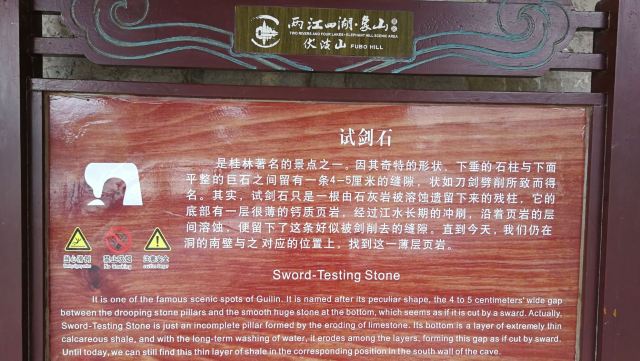 两江四湖·象山
TWO RIVERS AND FOUR LAKES • ELEPHANT HILL SCENIC AREA
伏波山 FUBO HILL
试剑石
是桂林著名的景点之一。因其奇特的形状，下垂的石柱与下面
平整的巨石之间留有一条4—5厘米的缝隙，状如刀剑劈削所致而得
名。其实，试剑石只是一根由石灰岩被溶蚀遗留下来的残柱，它的
底部有一层很薄的钙质页岩，经过江水长期的冲刷，沿着页岩的层
间溶蚀，便留下了这条好似被剑削去的缝隙，直到今天，我们仍在
洞的南壁与之对应的位置上，找到这一薄层页岩。
当心滑倒
禁止吸烟
No Smoking
注意安全
Sword-Testing Stone
It is one of the famous scenic spots of Guilin. It is named after its peculiar shape, the 4 to 5 centimeters' wide gap
between the drooping stone pillars and the smooth huge stone at the bottom, which seems as if it is cut by a sward. Actually,
Sword-Testing Stone is just an incomplete pillar formed by the eroding of limestone. Its bottom is a layer of extremely thin
calcareous shale, and with the long-term washing of water, it erodes among the layers, forming this gap as if cut by sward.
Until today, we can still find this thin layer of shale in the corresponding position in the south wall of the cave.